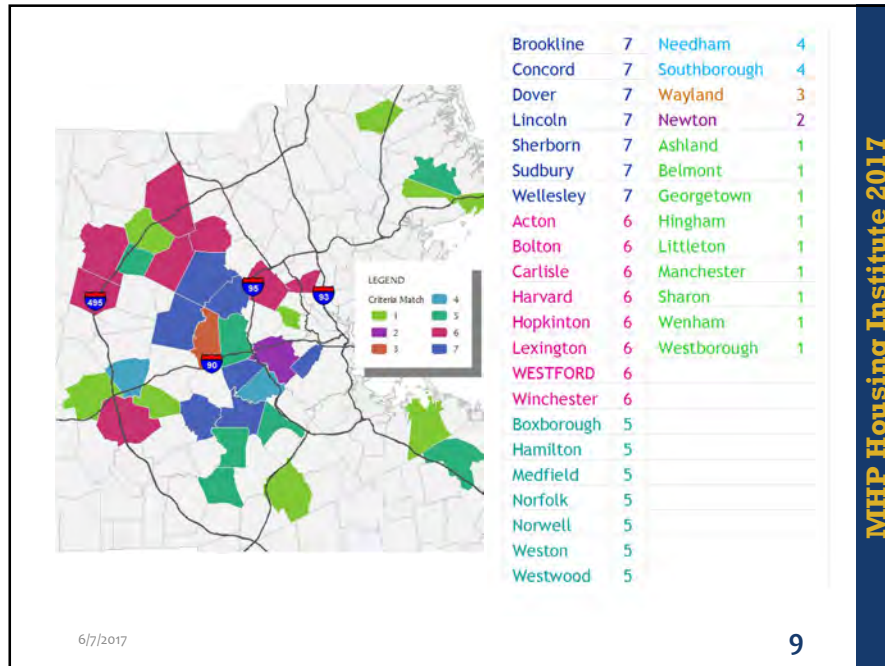 Brookline 7 Needham 4
Concord 7 Southborough 4
Dover 7 Wayland 3
Lincoln 7 Newton 2
Sherborn 7 Ashland 1
Sudbury 7 Belmont 1
Wellesley 7 Georgetown 1
Acton 6 Hingham 1
Bolton 6 Littleton 1
Carlisle 6 Manchester 1
Harvard 6 Sharon 1
Hopkinton 6 Wenham 1
Lexington 6 Westborough 1
WESTFORD 6
Winchester 6
Boxborough 5
Hamilton 5
Medfield 5
Norfolk 5
Norwell 5
Weston 5
Westwood 5
95
93
495
90
LEGEND
Criteria Match 4
1 5
2 6
3 7
MHP Housing Institute 2017
6/7/2017
9